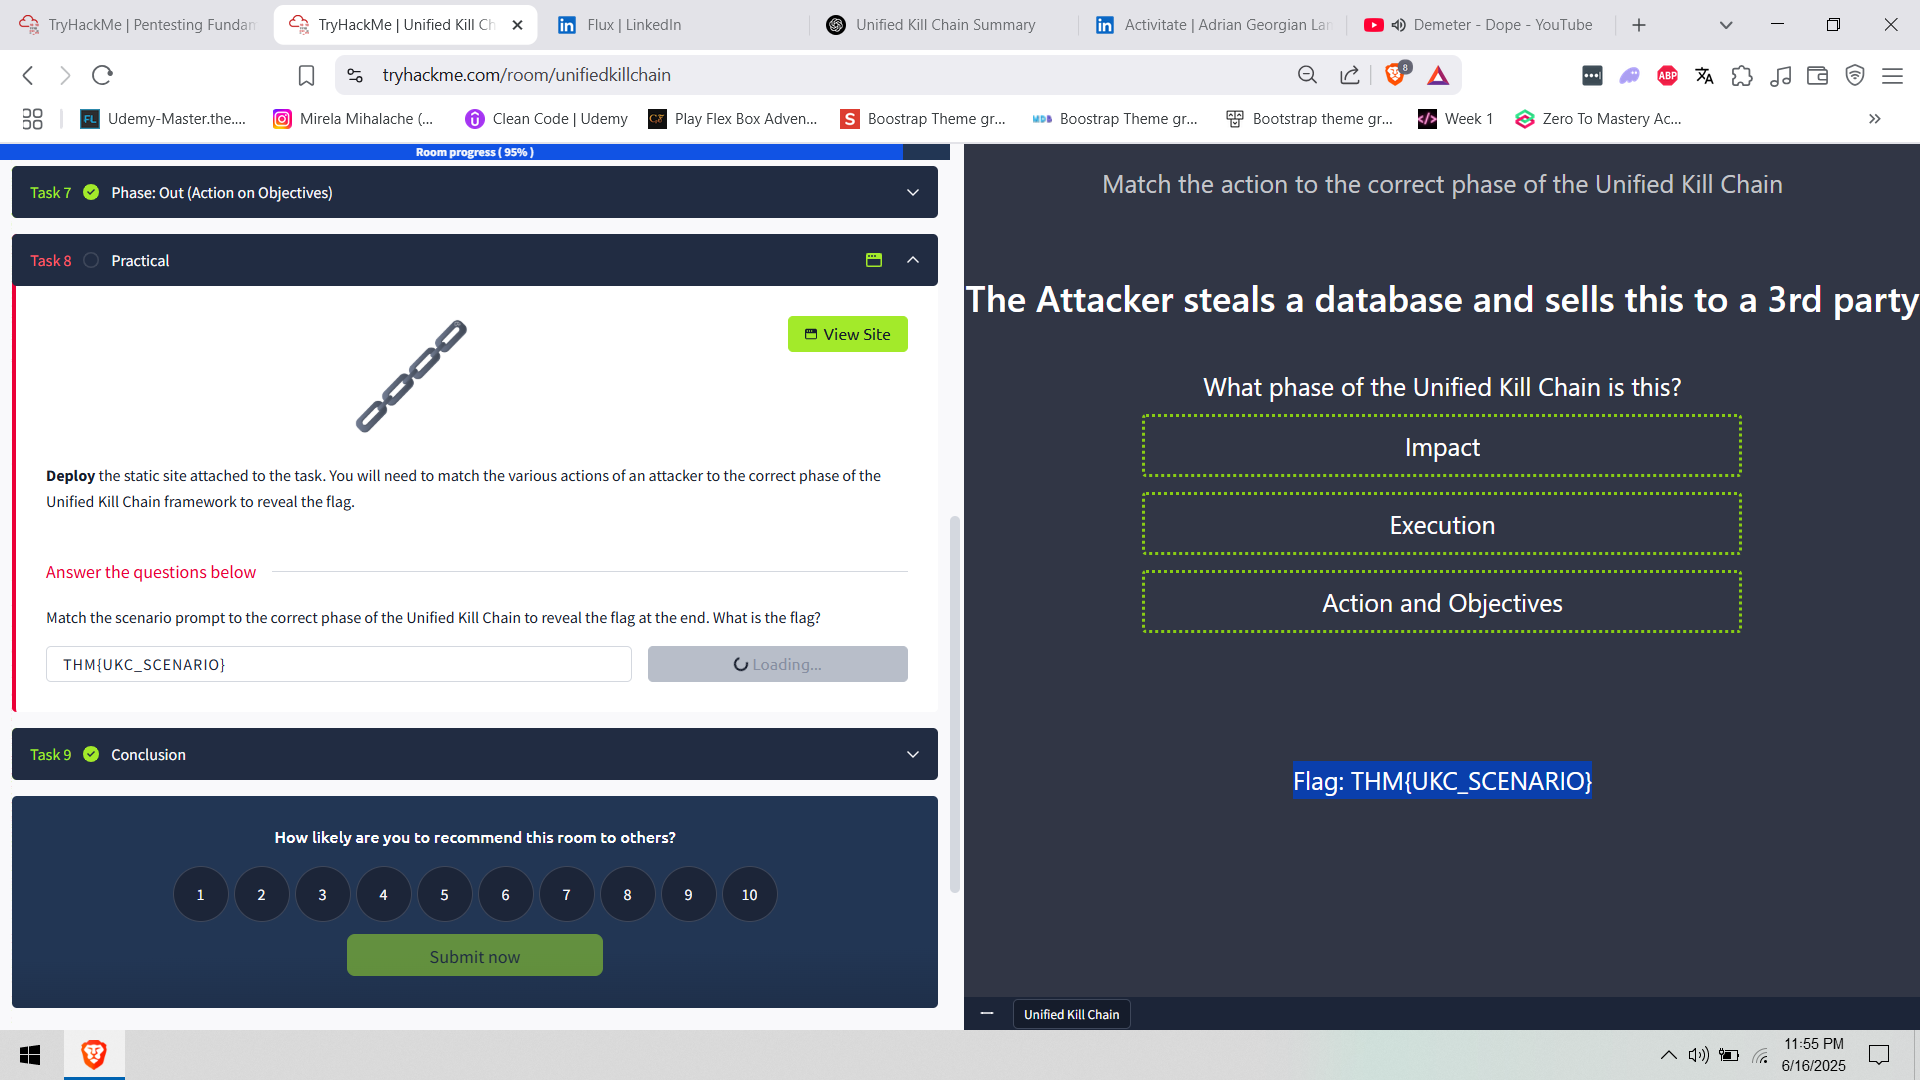 TryHackMe | Pentesting Fundan
TryHackMe | Unified Kill Ch
Flux | LinkedIn
Unified Kill Chain Summary
Activitate | Adrian Georgian Lan
Demeter - Dope - YouTube
tryhackme.com/room/unifiedkillchain
8
ABP
FL
Udemy-Master.the....
Mirela Mihalache (...
Clean Code | Udemy
Play Flex Box Adven...
S
Boostrap Theme gr...
Boostrap Theme gr...
Bootstrap theme gr...
Week 1
Zero To Mastery Ac...
Room progress ( 95% )
Task 7
Phase: Out (Action on Objectives)
Task 8
Practical
View Site
Deploy the static site attached to the task. You will need to match the various actions of an attacker to the correct phase of the
Unified Kill Chain framework to reveal the flag.
Answer the questions below
Match the scenario prompt to the correct phase of the Unified Kill Chain to reveal the flag at the end. What is the flag?
THM{UKC_SCENARIO}
Loading...
Task 9
Conclusion
How likely are you to recommend this room to others?
1 2 3 4 5 6 7 8 9 10
Submit now
Match the action to the correct phase of the Unified Kill Chain
The Attacker steals a database and sells this to a 3rd party
What phase of the Unified Kill Chain is this?
Impact
Execution
Action and Objectives
Flag: THM{UKC_SCENARIO}
Unified Kill Chain
11:55 PM
6/16/2025